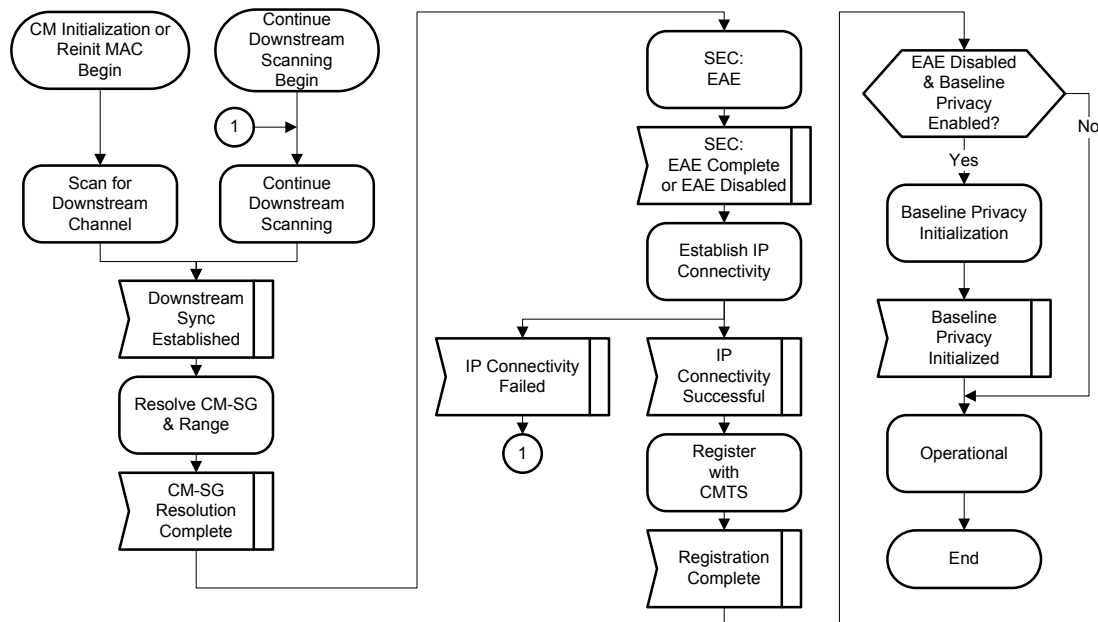 CM Initialization or
Reinit MAC
Begin
Continue
Downstream
Scanning
Begin
1
Scan for
Downstream
Channel
Continue
Downstream
Scanning
Downstream
Sync
Established
Resolve CM-SG
& Range
CM-SG
Resolution
Complete
SEC:
EAE
SEC:
EAE Complete
or EAE Disabled
Establish IP
Connectivity
IP Connectivity
Failed
1
IP
Connectivity
Successful
Register
with
CMTS
Registration
Complete
EAE Disabled
& Baseline
Privacy
Enabled?
No
Yes
Baseline Privacy
Initialization
Baseline
Privacy
Initialized
Operational
End